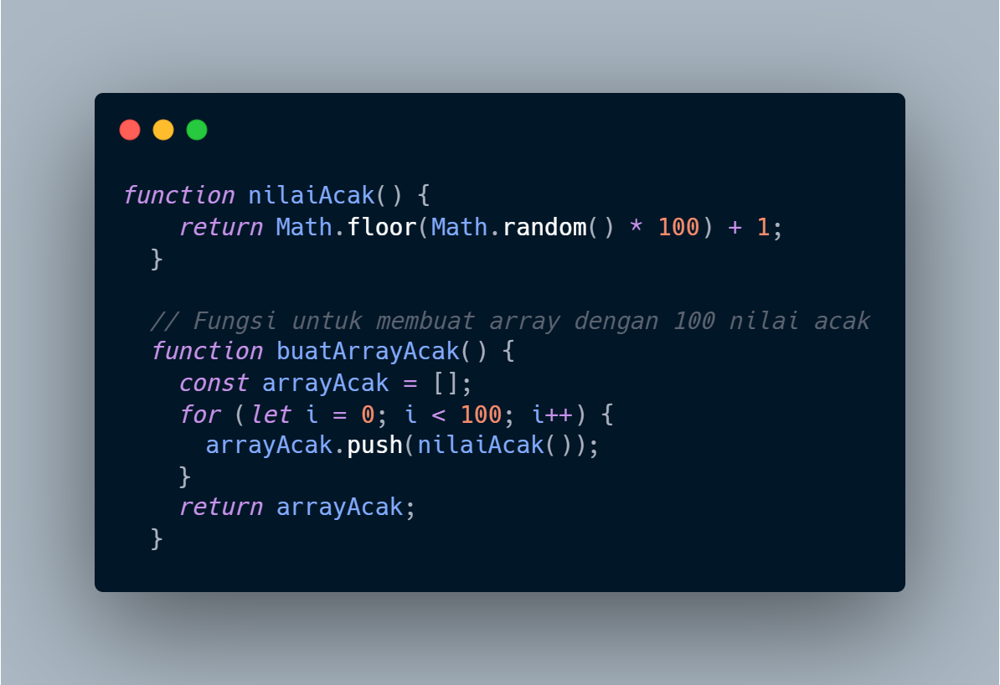 function nilaiAcak() {
    return Math.floor(Math.random() * 100) + 1;
  }

  // Fungsi untuk membuat array dengan 100 nilai acak
  function buatArrayAcak() {
    const arrayAcak = [];
    for (let i = 0; i < 100; i++) {
      arrayAcak.push(nilaiAcak());
    }
    return arrayAcak;
  }